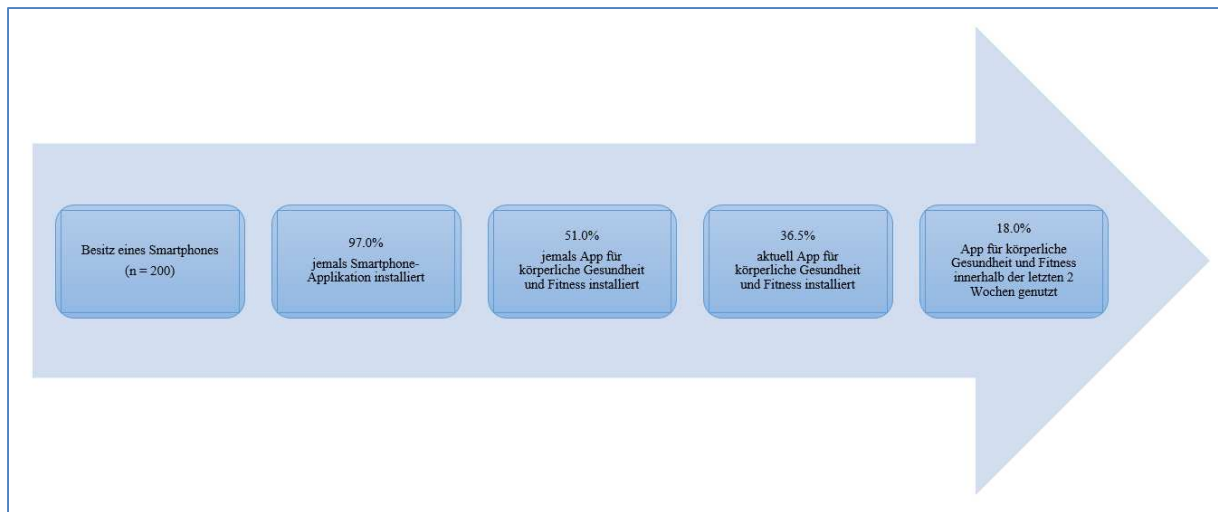 Besitz eines Smartphones
(n = 200)
97.0%
jemals Smartphone-
Applikation installiert
51.0%
jemals App für
körperliche Gesundheit
und Fitness installiert
36.5%
aktuell App für
körperliche Gesundheit
und Fitness installiert
18.0%
App für körperliche
Gesundheit und Fitness
innerhalb der letzten 2
Wochen genutzt